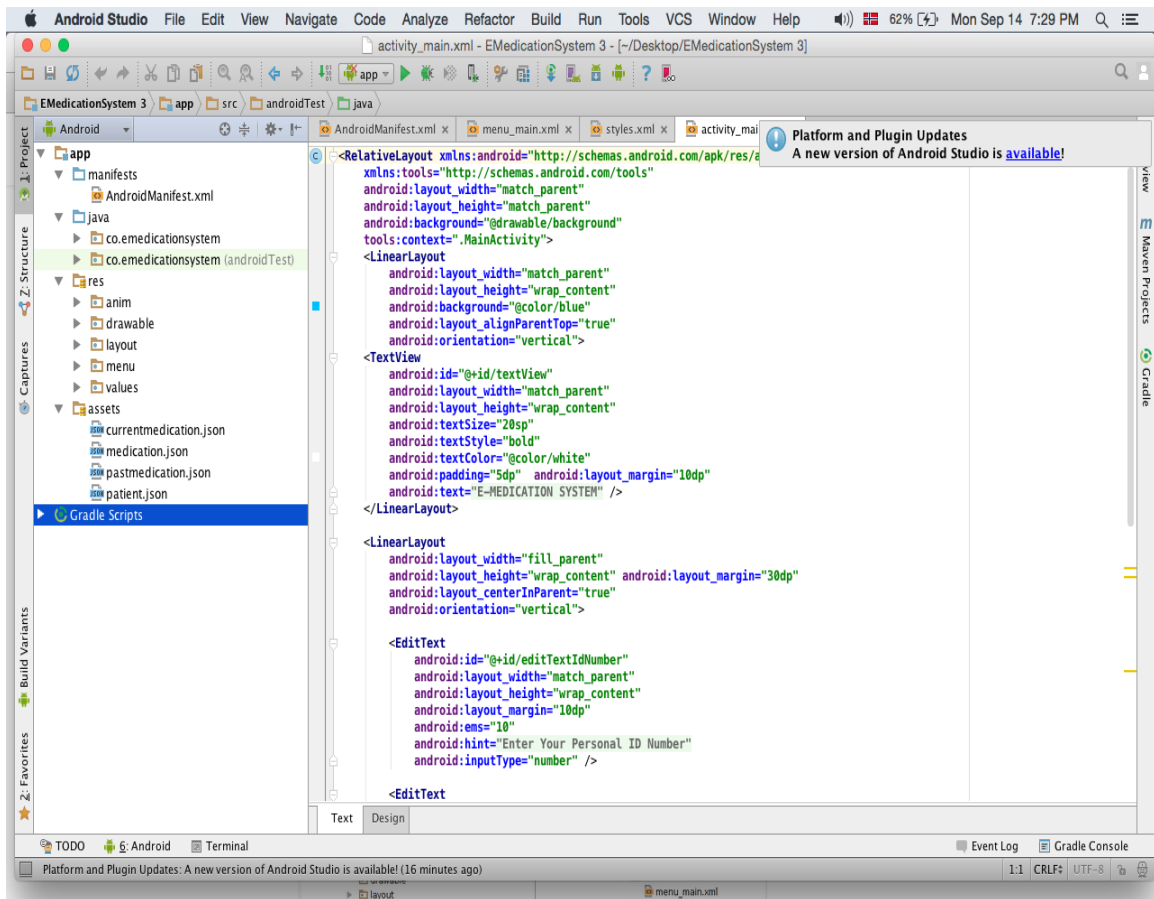 Android Studio File Edit View Navigate Code Analyze Refactor Build Run Tools VCS Window Help 62% Mon Sep 14 7:29 PM
activity_main.xml - EMedicationSystem 3 - [~/Desktop/EMedicationSystem 3]
app
EMedicationSystem 3 app src androidTest java
Android
AndroidManifest.xml × menu_main.xml × styles.xml × activity_mai
Platform and Plugin Updates
A new version of Android Studio is available!
1: Project
Z: Structure
Captures
Build Variants
2: Favorites
app
manifests
AndroidManifest.xml
java
co.emedicationsystem
co.emedicationsystem (androidTest)
res
anim
drawable
layout
menu
values
assets
currentmedication.json
medication.json
pastmedication.json
patient.json
Gradle Scripts
<RelativeLayout xmlns:android="http://schemas.android.com/apk/res/a
xmlns:tools="http://schemas.android.com/tools"
android:layout_width="match_parent"
android:layout_height="match_parent"
android:background="@drawable/background"
tools:context=".MainActivity">
<LinearLayout
android:layout_width="match_parent"
android:layout_height="wrap_content"
android:background="@color/blue"
android:layout_alignParentTop="true"
android:orientation="vertical">
<TextView
android:id="@+id/textView"
android:layout_width="match_parent"
android:layout_height="wrap_content"
android:textSize="20sp"
android:textStyle="bold"
android:textColor="@color/white"
android:padding="5dp" android:layout_margin="10dp"
android:text="E-MEDICATION SYSTEM" />
</LinearLayout>
<LinearLayout
android:layout_width="fill_parent"
android:layout_height="wrap_content" android:layout_margin="30dp"
android:layout_centerInParent="true"
android:orientation="vertical">
<EditText
android:id="@+id/editTextIdNumber"
android:layout_width="match_parent"
android:layout_height="wrap_content"
android:layout_margin="10dp"
android:ems="10"
android:hint="Enter Your Personal ID Number"
android:inputType="number" />
<EditText
view
m Maven Projects
Gradle
Text Design
TODO 6: Android Terminal Event Log Gradle Console
Platform and Plugin Updates: A new version of Android Studio is available! (16 minutes ago) 1:1 CRLF UTF-8
layout menu_main.xml